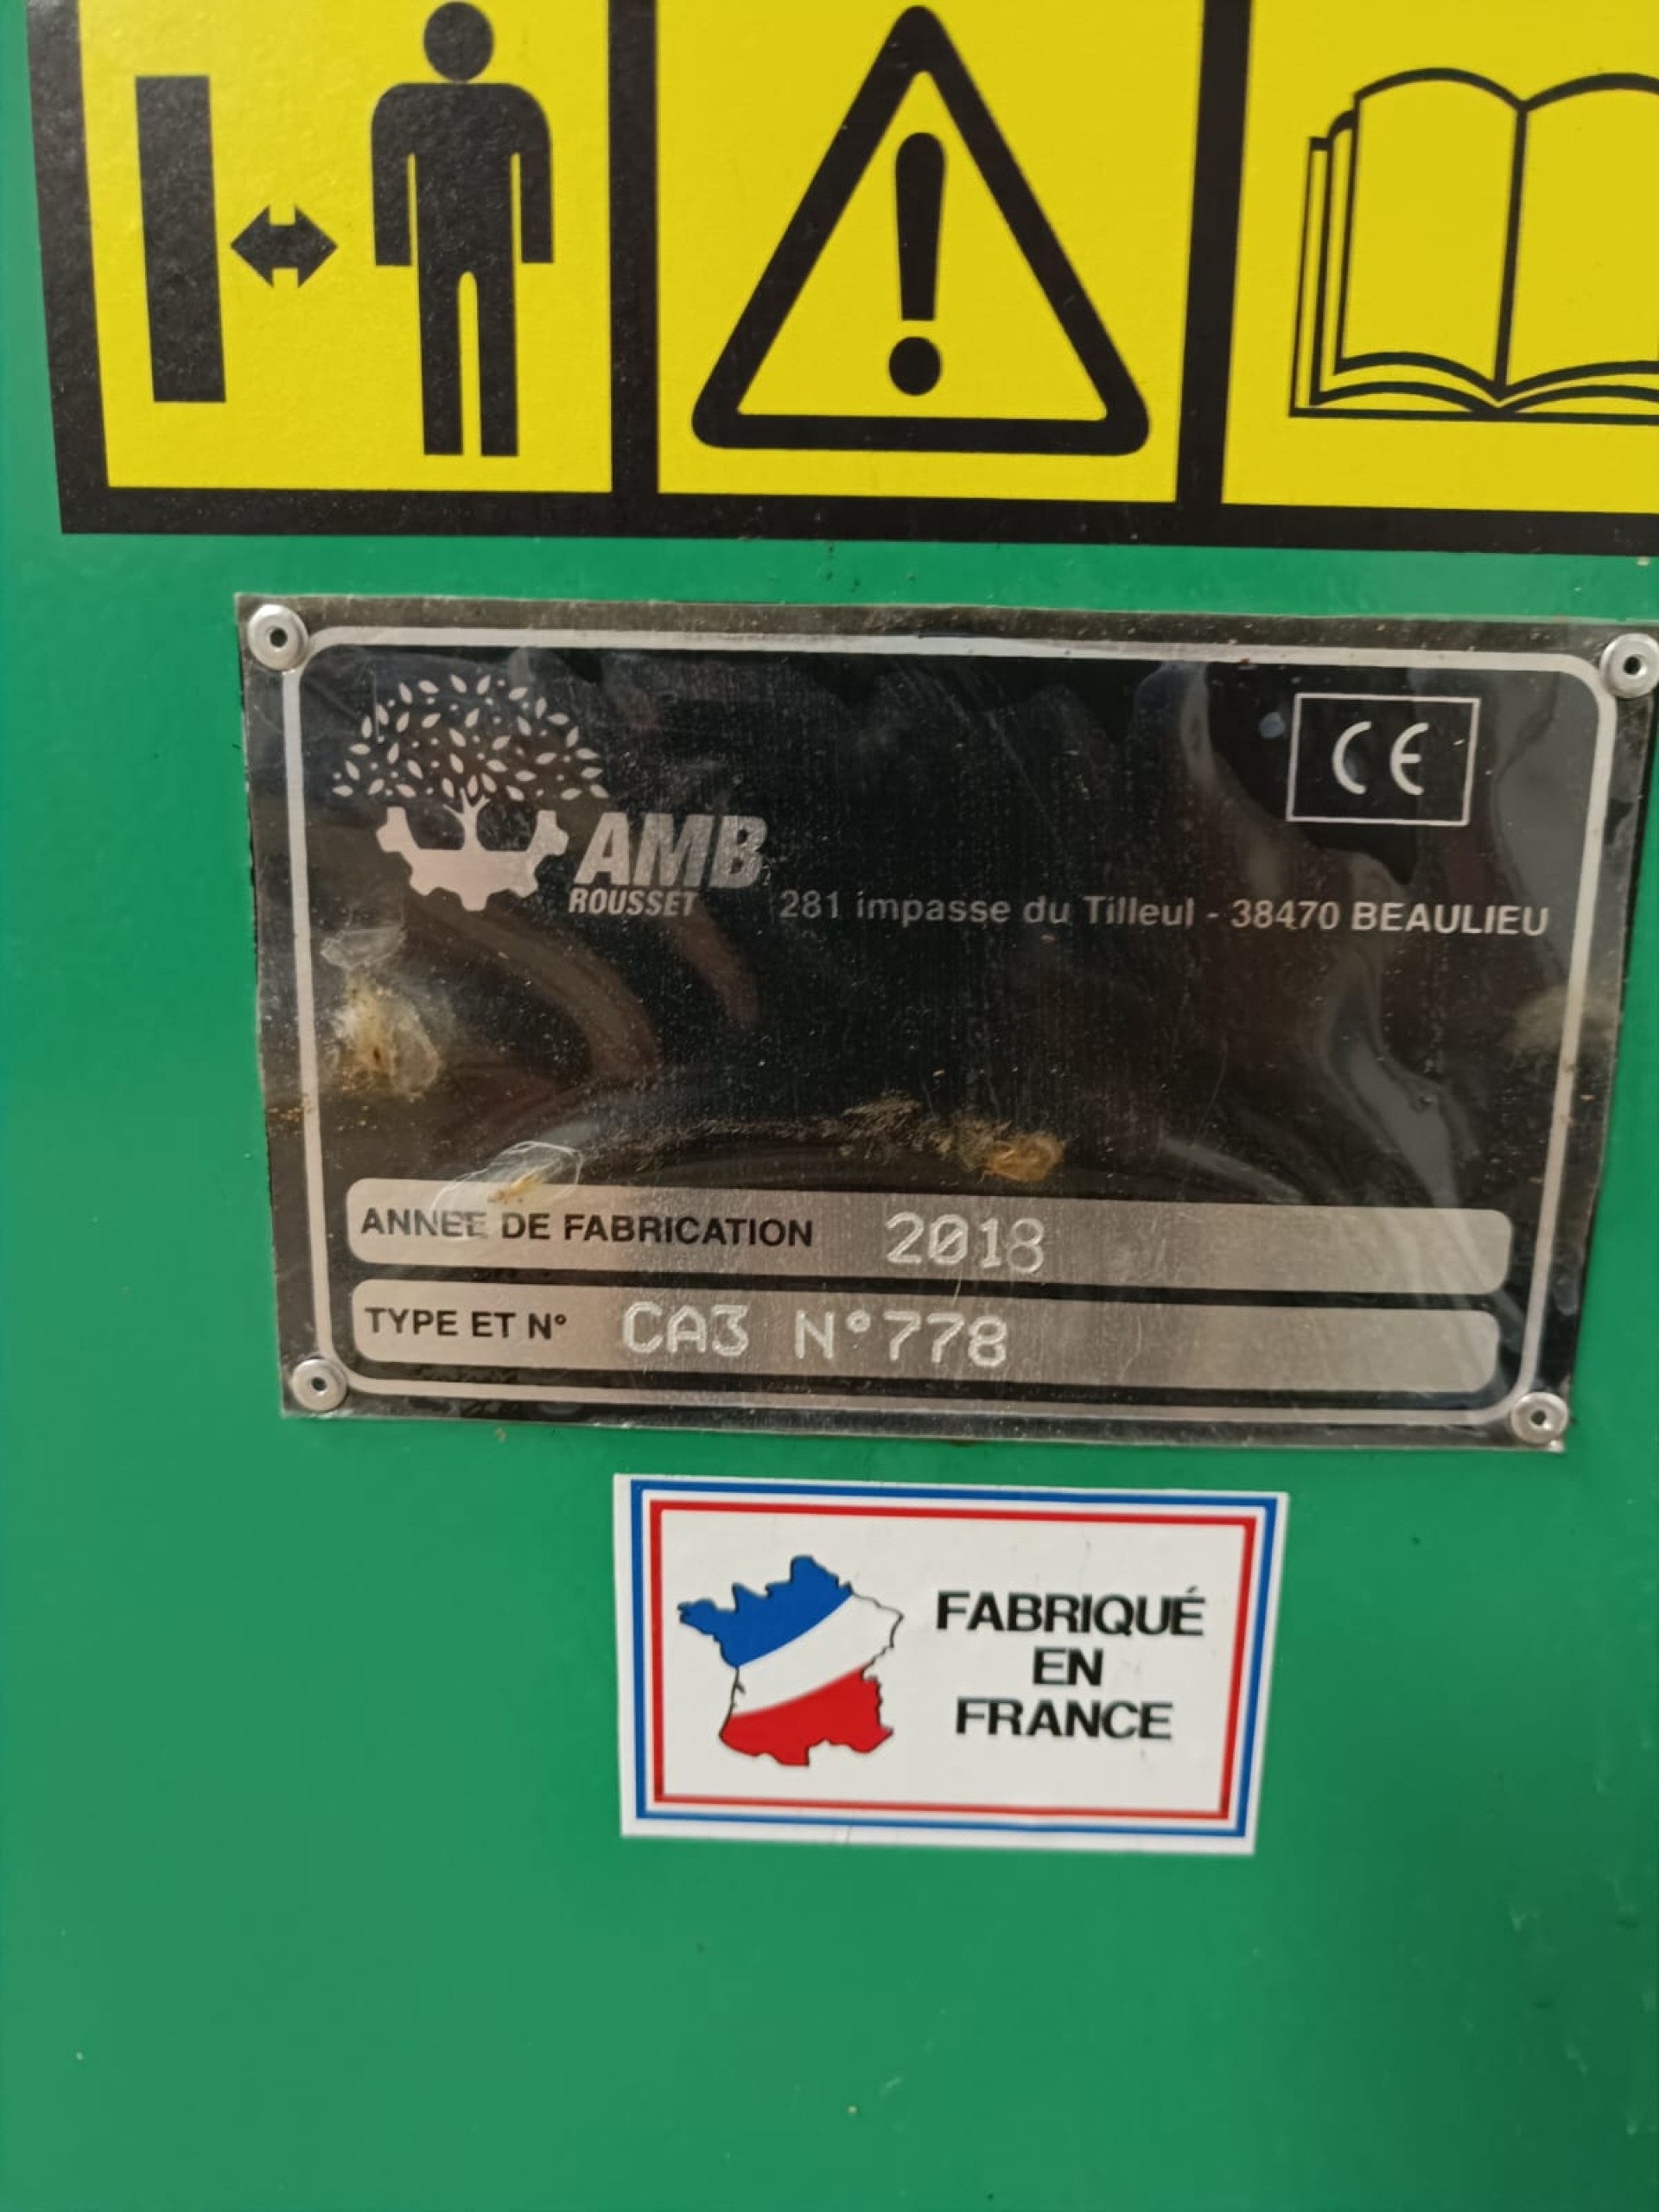 CE
AMB
ROUSSET
281 impasse du Tilleul - 38470 BEAULIEU
ANNEE DE FABRICATION 2018
TYPE ET N° CA3 N°778
FABRIQUÉ
EN
FRANCE